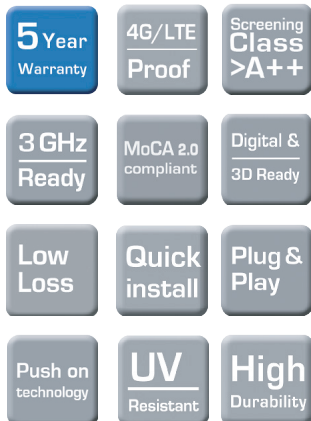 5 Year
Warranty
4G/LTE
Proof
Screening
Class
>A++
3 GHz
Ready
MoCA 2.0
compliant
Digital &
3D Ready
Low
Loss
Quick
install
Plug &
Play
Push on
technology
UV
Resistant
High
Durability